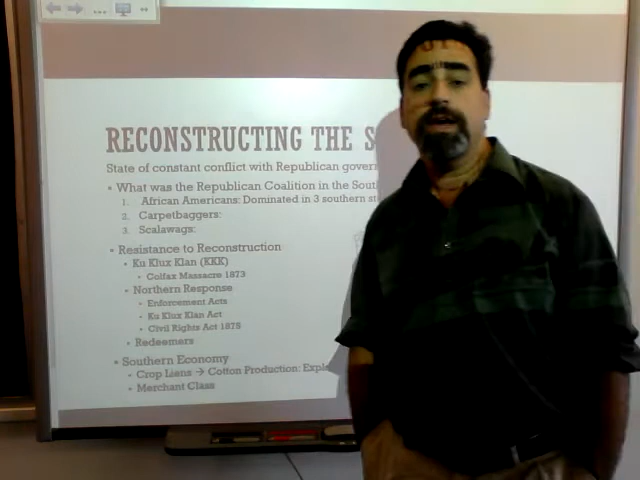 RECONSTRUCTING THE S
State of constant conflict with Republican govern
• What was the Republican Coalition in the Sout
1. African Americans: Dominated in 3 southern st
2. Carpetbaggers:
3. Scalawags:
• Resistance to Reconstruction
• Ku Klux Klan (KKK)
• Colfax Massacre 1873
• Northern Response
• Enforcement Acts
• Ku Klux Klan Act
• Civil Rights Act 1875
• Redeemers
• Southern Economy
• Crop Liens → Cotton Production: Expl
• Merchant Class